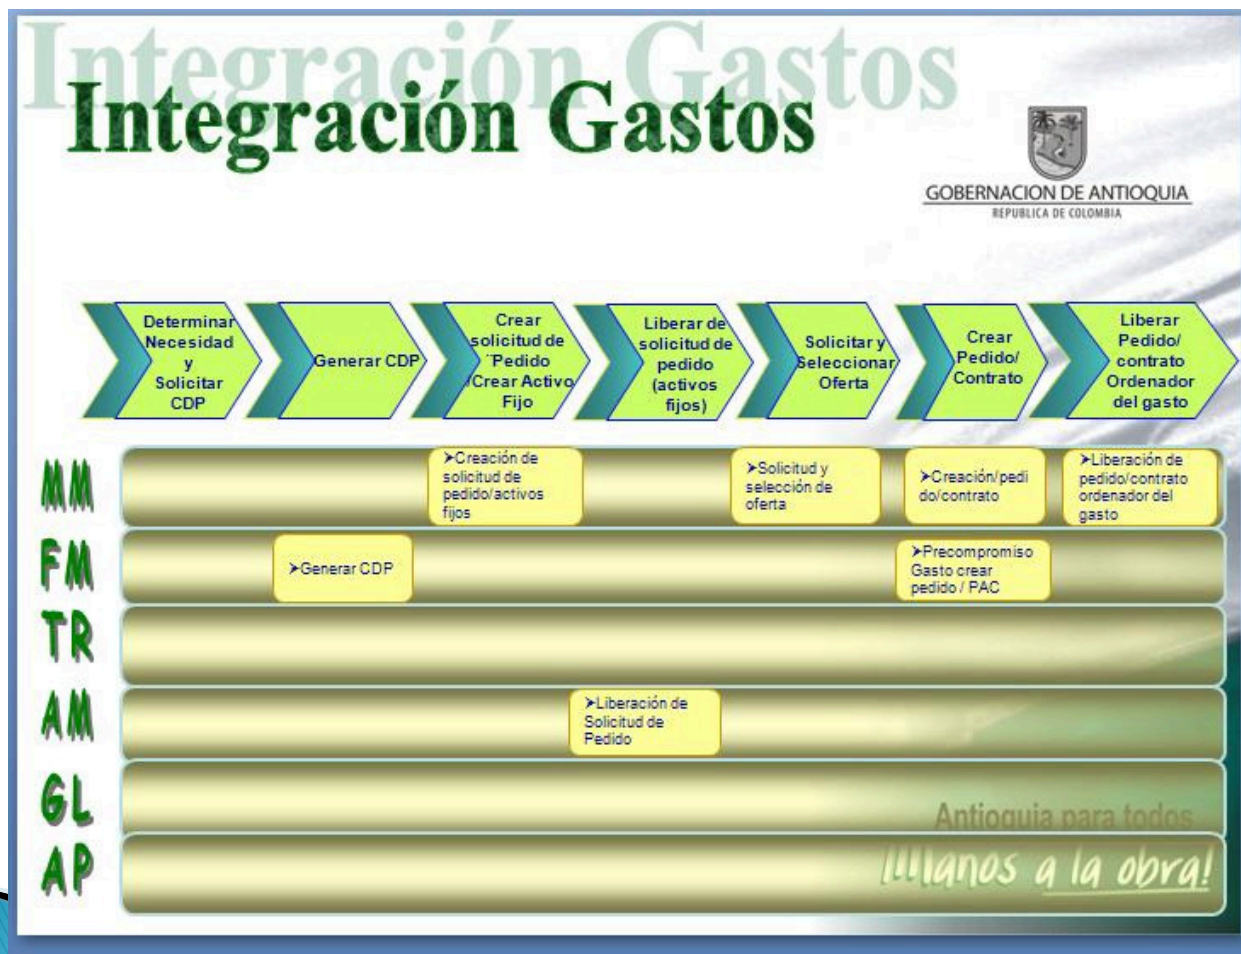 Integración Gastos
Integración Gastos
GOBERNACION DE ANTIOQUIA
REPUBLICA DE COLOMBIA
Determinar
Necesidad
y
Solicitar
CDP
Generar CDP
Crear
solicitud de
¨Pedido
/Crear Activo
Fijo
Liberar de
solicitud de
pedido
(activos
fijos)
Solicitar y
Seleccionar
Oferta
Crear
Pedido/
Contrato
Liberar
Pedido/
contrato
Ordenador
del gasto
MM
➢Creación de
solicitud de
pedido/activos
fijos
➢Solicitud y
selección de
oferta
➢Creación/pedi
do/contrato
➢Liberación de
pedido/contrato
ordenador del
gasto
FM
➢Generar CDP
➢Precompromiso
Gasto crear
pedido / PAC
TR
AM
➢Liberación de
Solicitud de
Pedido
GL
Antioquia para todos
AP
¡Manos a la obra!